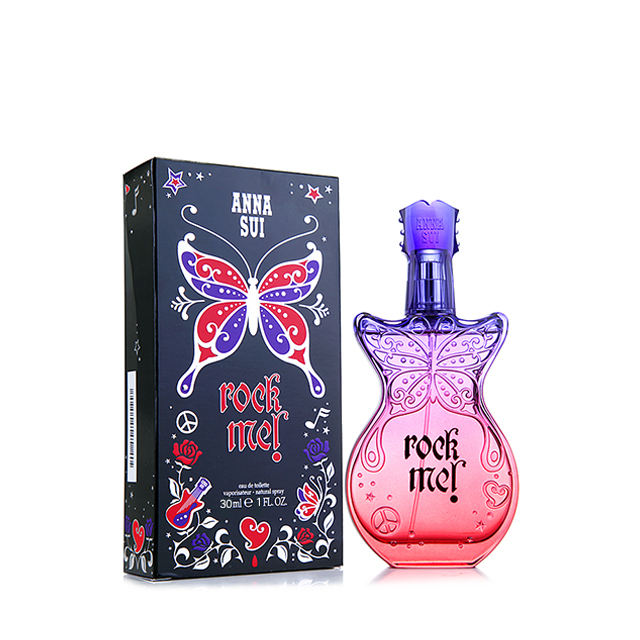 ANNA
SUI
rock
me!
eau de toilette
vaporisateur • natural spray
30ml e 1 FL.OZ.
ANNA
SUI
rock
me!